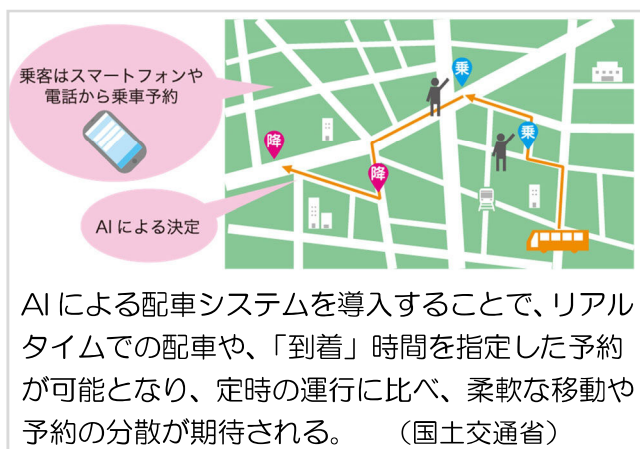 乗客はスマートフォンや
電話から乗車予約
乗
乗
降
降
AIによる決定
AIによる配車システムを導入することで、リアル
タイムでの配車や、「到着」時間を指定した予約
が可能となり、定時の運行に比べ、柔軟な移動や
予約の分散が期待される。　（国土交通省）